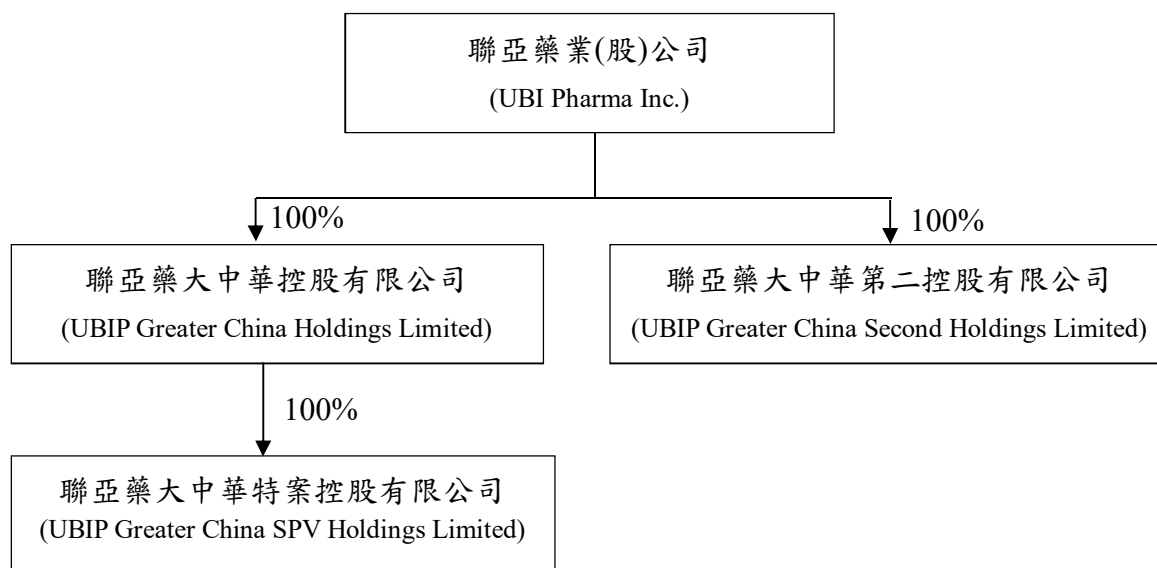 聯亞藥業(股)公司
(UBI Pharma Inc.)
100%
100%
聯亞藥大中華控股有限公司
(UBIP Greater China Holdings Limited)
聯亞藥大中華第二控股有限公司
(UBIP Greater China Second Holdings Limited)
100%
聯亞藥大中華特案控股有限公司
(UBIP Greater China SPV Holdings Limited)